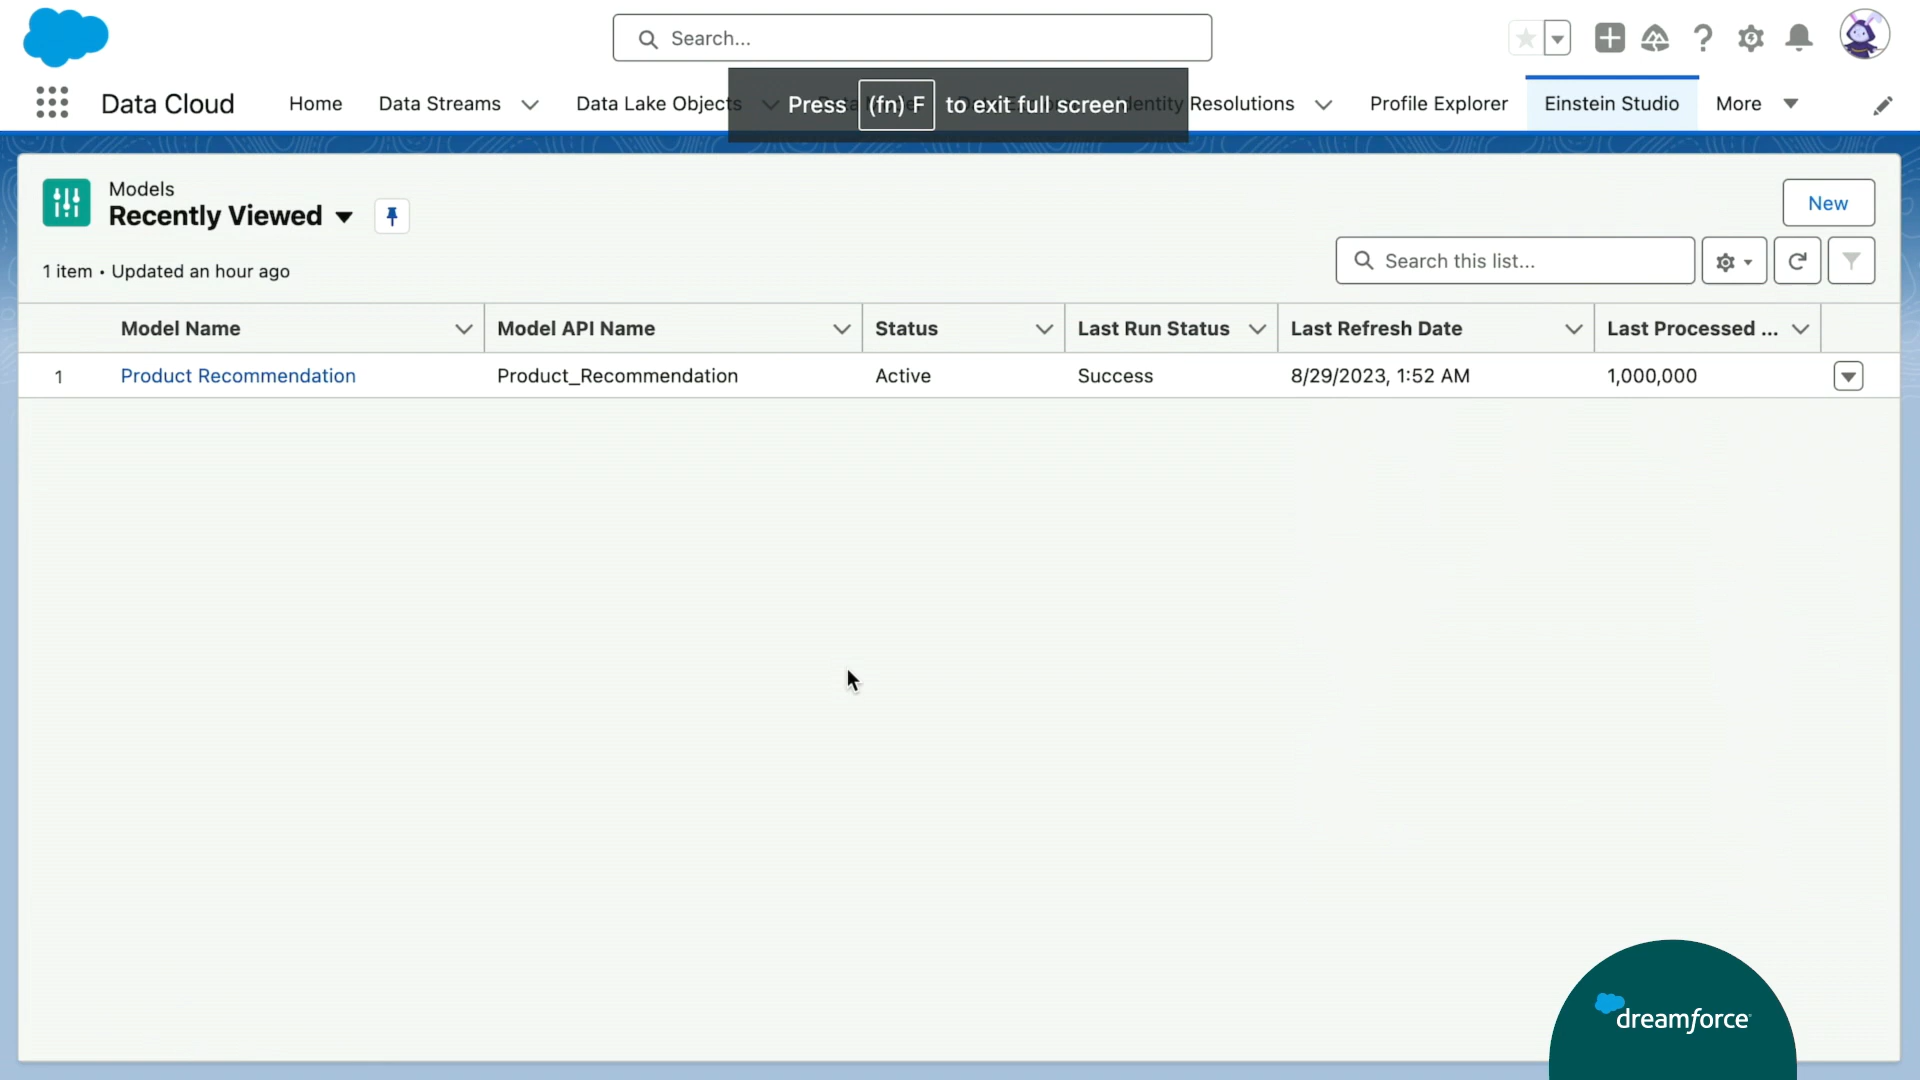 Search...
Data Cloud
Home
Data Streams
Data Lake Objects
Press (fn) F to exit full screen
Identity Resolutions
Profile Explorer
Einstein Studio
More
Models
Recently Viewed
New
1 item • Updated an hour ago
Search this list...
Model Name Model API Name Status Last Run Status Last Refresh Date Last Processed ...
1 Product Recommendation Product_Recommendation Active Success 8/29/2023, 1:52 AM 1,000,000
dreamforce